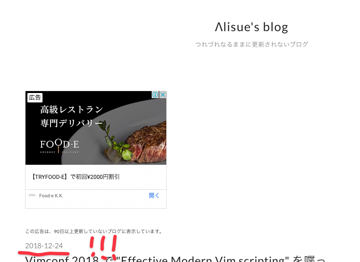 Λlisue's blog
つれづれなるままに更新されないブログ
広告
高級レストラン
専門デリバリー
FOOD-E
【TRYFOOD-E】で初回¥2000円割引
Food-e K.K.
開く
この広告は、90日以上更新していないブログに表示しています。
2018-12-24
!!!
Vimconf 2018 で "Effective Modern Vim scripting" を喋っ